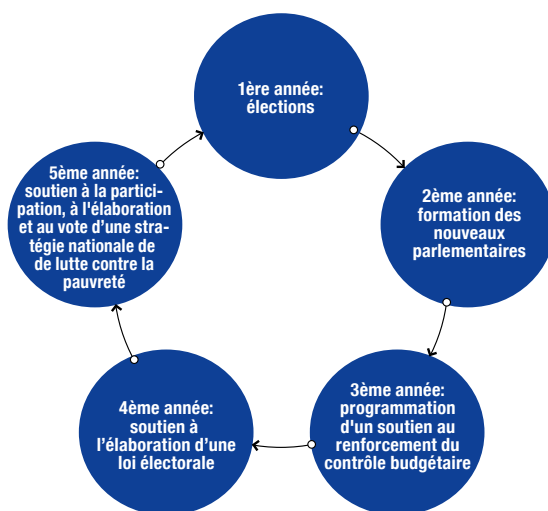 1ère année:
élections
2ème année:
formation des
nouveaux
parlementaires
3ème année:
programmation
d'un soutien au
renforcement du
contrôle budgétaire
4ème année:
soutien à
l’élaboration d’une
loi électorale
5ème année:
soutien à la partici-
pation, à l'élaboration
et au vote d’une stra-
tégie nationale de
de lutte contre la
pauvreté